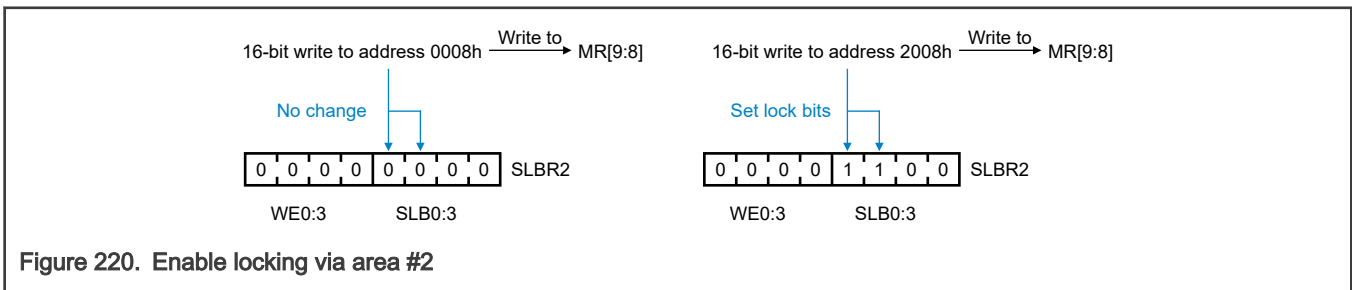 16-bit write to address 0008h Write to MR[9:8]
No change
0 0 0 0 0 0 0 0 SLBR2
WE0:3 SLB0:3
16-bit write to address 2008h Write to MR[9:8]
Set lock bits
0 0 0 0 1 1 0 0 SLBR2
WE0:3 SLB0:3
Figure 220. Enable locking via area #2